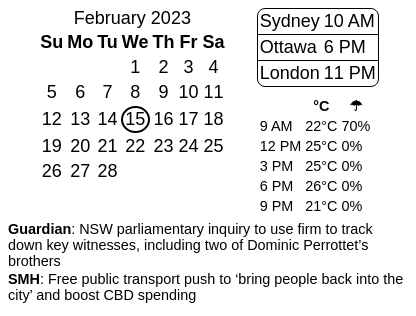 February 2023
Su Mo Tu We Th Fr Sa
1 2 3 4
5 6 7 8 9 10 11
12 13 14 15 16 17 18
19 20 21 22 23 24 25
26 27 28
Sydney 10 AM
Ottawa 6 PM
London 11 PM
°C ☂
9 AM 22°C 70%
12 PM 25°C 0%
3 PM 25°C 0%
6 PM 26°C 0%
9 PM 21°C 0%
Guardian: NSW parliamentary inquiry to use firm to track
down key witnesses, including two of Dominic Perrottet’s
brothers
SMH: Free public transport push to ‘bring people back into the
city’ and boost CBD spending